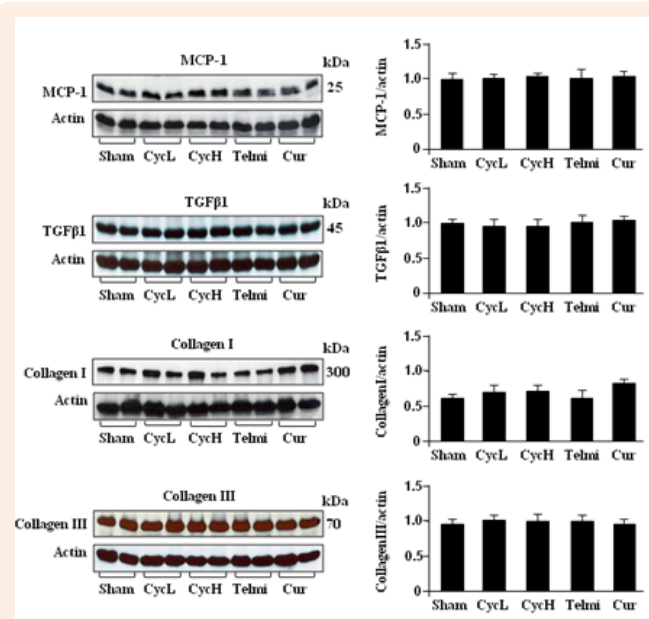 MCP-1
kDa
MCP-1
25
Actin
Sham CycL CycH Telmi Cur
1.5
1.0
0.5
0
MCP-1/actin
Sham CycL CycH Telmi Cur
TGFβ1
kDa
TGFβ1
45
Actin
Sham CycL CycH Telmi Cur
1.5
1.0
0.5
0
TGFβ1/actin
Sham CycL CycH Telmi Cur
Collagen I
kDa
Collagen I
300
Actin
Sham CycL CycH Telmi Cur
1.5
1.0
0.5
0
CollagenI/actin
Sham CycL CycH Telmi Cur
Collagen III
kDa
Collagen III
70
Actin
Sham CycL CycH Telmi Cur
1.5
1.0
0.5
0
CollagenIII/actin
Sham CycL CycH Telmi Cur